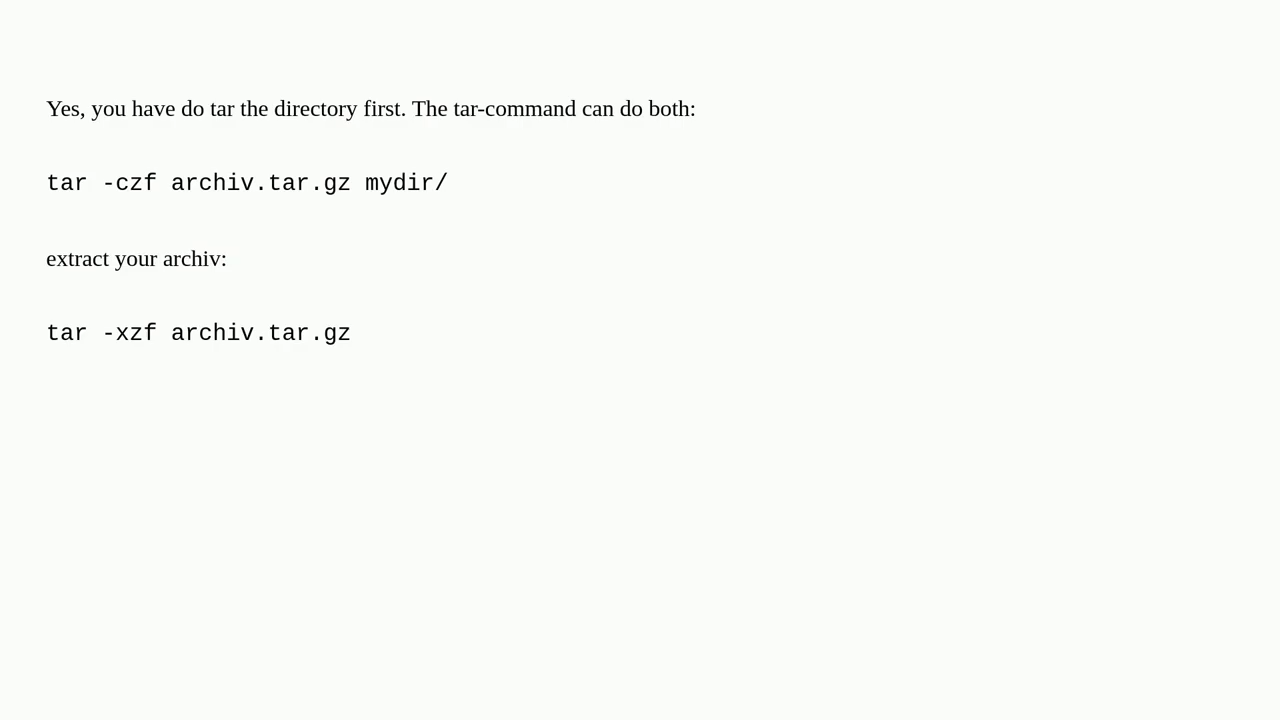 Yes, you have do tar the directory first. The tar-command can do both:
tar -czf archiv.tar.gz mydir/
extract your archiv:
tar -xzf archiv.tar.gz